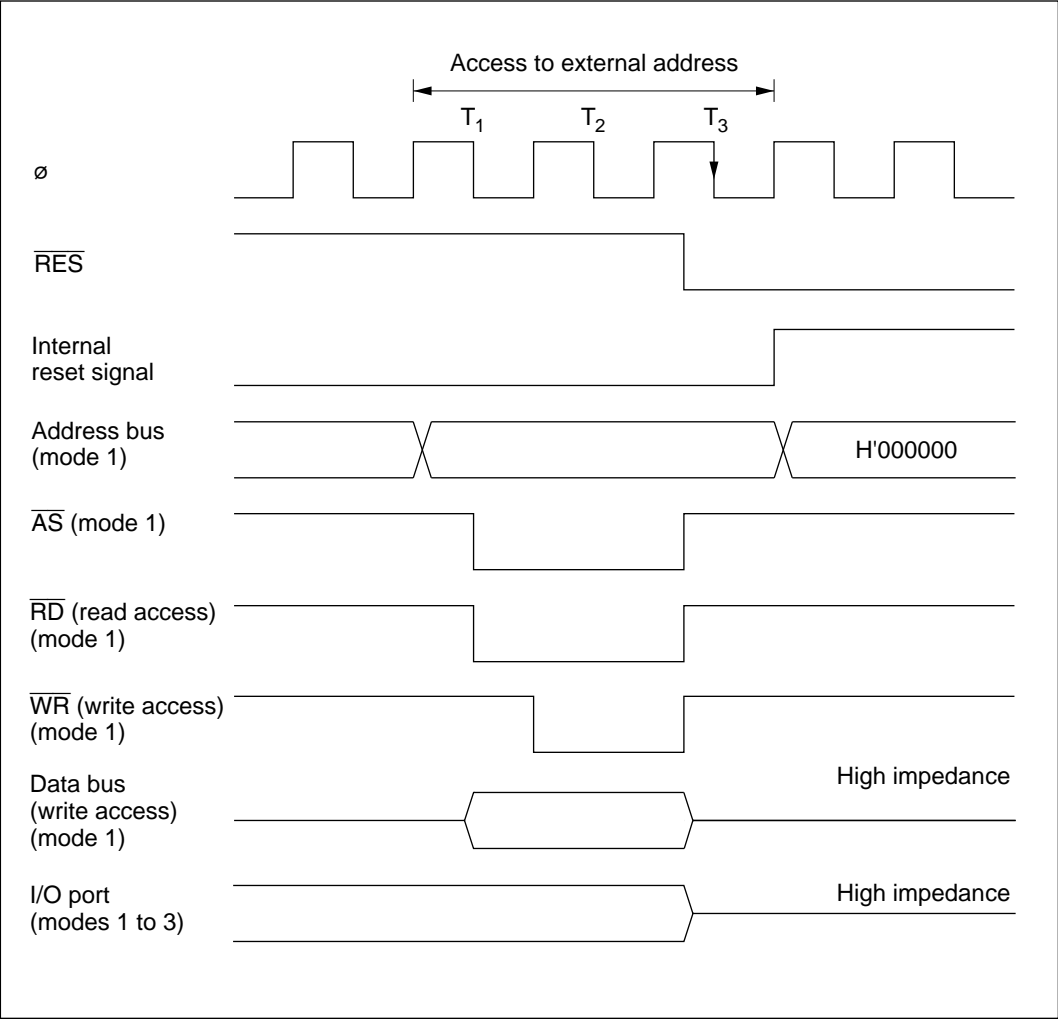 Access to external address
T1 T2 T3
ø
RES
Internal
reset signal
Address bus
(mode 1)
H'000000
AS (mode 1)
RD (read access)
(mode 1)
WR (write access)
(mode 1)
Data bus
(write access)
(mode 1)
High impedance
I/O port
(modes 1 to 3)
High impedance